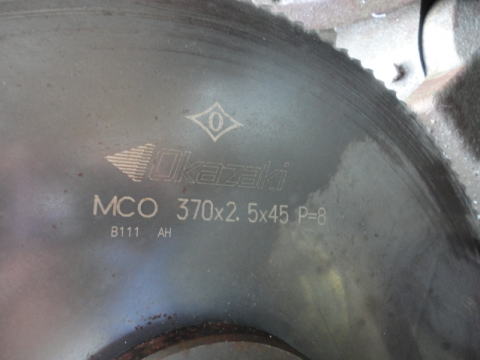 O
Okazaki
MCO 370x2.5x45 P=8
B111 AH